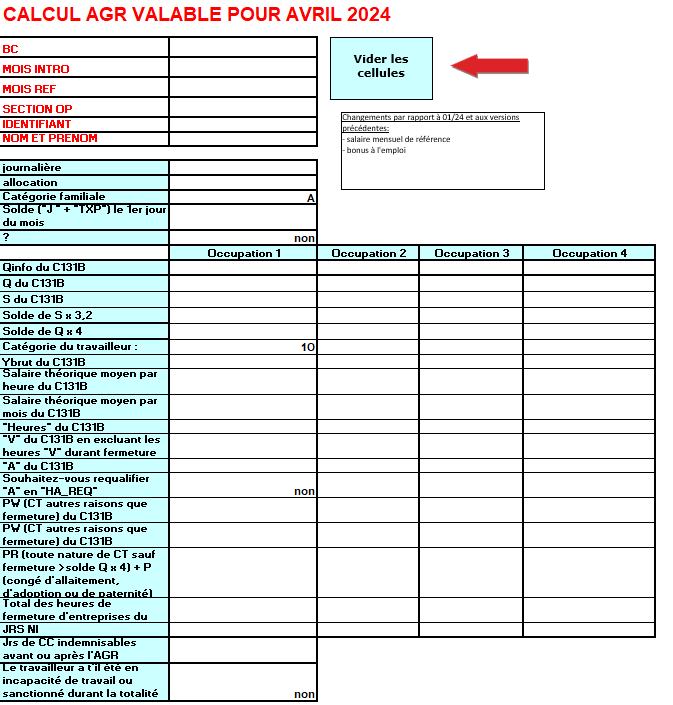 CALCUL AGR VALABLE POUR AVRIL 2024
BC
MOIS INTRO
MOIS REF
SECTION OP
IDENTIFIANT
NOM ET PRENOM
Vider les
cellules
Changements par rapport à 01/24 et aux versions
précédentes:
- salaire mensuel de référence
- bonus à l'emploi
journalière
allocation
Catégorie familiale A
Solde ("J " + "TXP") le 1er jour
du mois
? non
Occupation 1 Occupation 2 Occupation 3 Occupation 4
Qinfo du C131B
Q du C131B
S du C131B
Solde de S x 3,2
Solde de Q x 4
Catégorie du travailleur : 1O
Ybrut du C131B
Salaire théorique moyen par
heure du C131B
Salaire théorique moyen par
mois du C131B
"Heures" du C131B
"V" du C131B en excluant les
heures "V" durant fermeture
"A" du C131B
Souhaitez-vous requalifier
"A" en "HA_REQ" non
PW (CT autres raisons que
fermeture) du C131B
PW (CT autres raisons que
fermeture) du C131B
PR (toute nature de CT sauf
fermeture >solde Q x 4) + P
(congé d'allaitement,
d'adoption ou de paternité)
Total des heures de
fermeture d'entreprises du
JRS NI
Jrs de CC indemnisables
avant ou après l'AGR
Le travailleur a t'il été en
incapacité de travail ou
sanctionné durant la totalité non